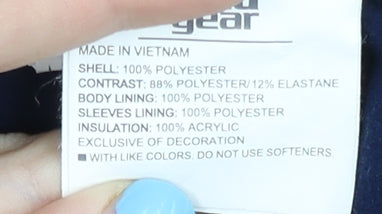 gear
MADE IN VIETNAM
SHELL: 100% POLYESTER
CONTRAST: 88% POLYESTER/12% ELASTANE
BODY LINING: 100% POLYESTER
SLEEVES LINING: 100% POLYESTER
INSULATION: 100% ACRYLIC
EXCLUSIVE OF DECORATION
WITH LIKE COLORS. DO NOT USE SOFTENERS.